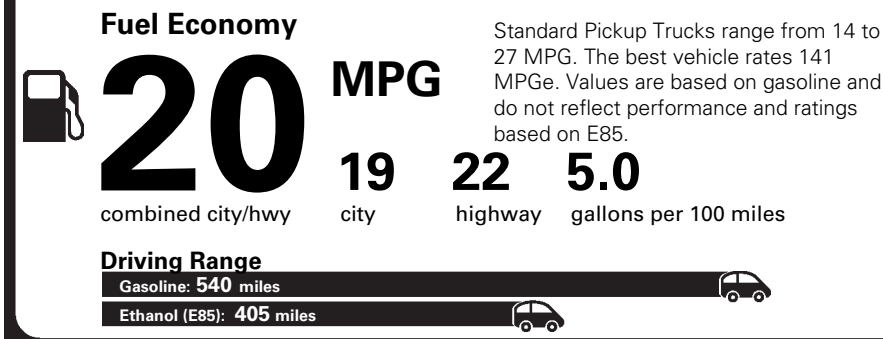 Fuel Economy
20 MPG
Standard Pickup Trucks range from 14 to
27 MPG. The best vehicle rates 141
MPGe. Values are based on gasoline and
do not reflect performance and ratings
based on E85.
19 22 5.0
combined city/hwy city highway gallons per 100 miles
Driving Range
Gasoline: 540 miles
Ethanol (E85): 405 miles